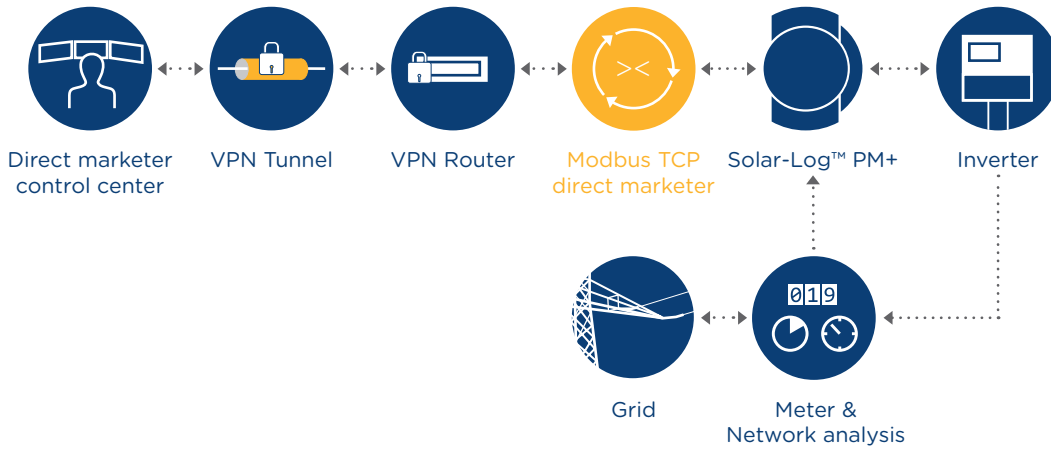 Direct marketer
control center
VPN Tunnel
VPN Router
Modbus TCP
direct marketer
Solar-Log™ PM+
Inverter
019
Grid
Meter &
Network analysis